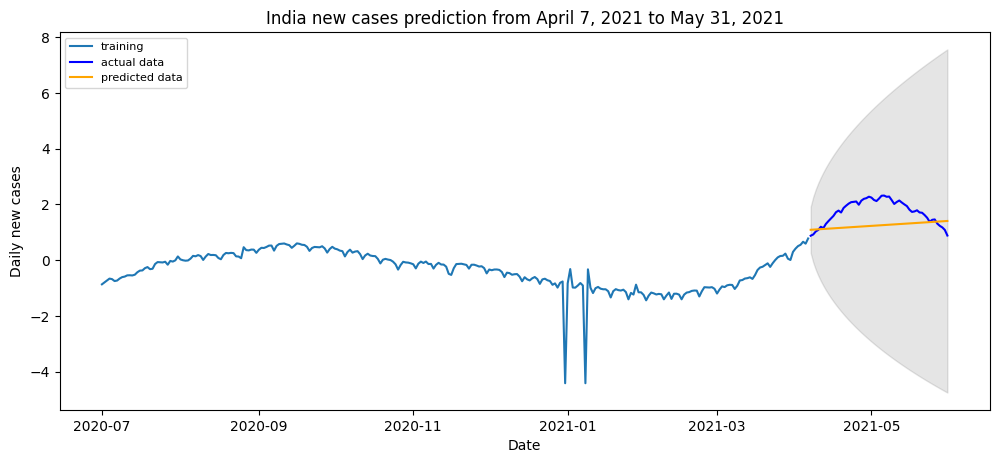 India new cases prediction from April 7, 2021 to May 31, 2021
training
actual data
predicted data
Daily new cases
8
6
4
2
0
−2
−4
2020-07
2020-09
2020-11
2021-01
2021-03
2021-05
Date